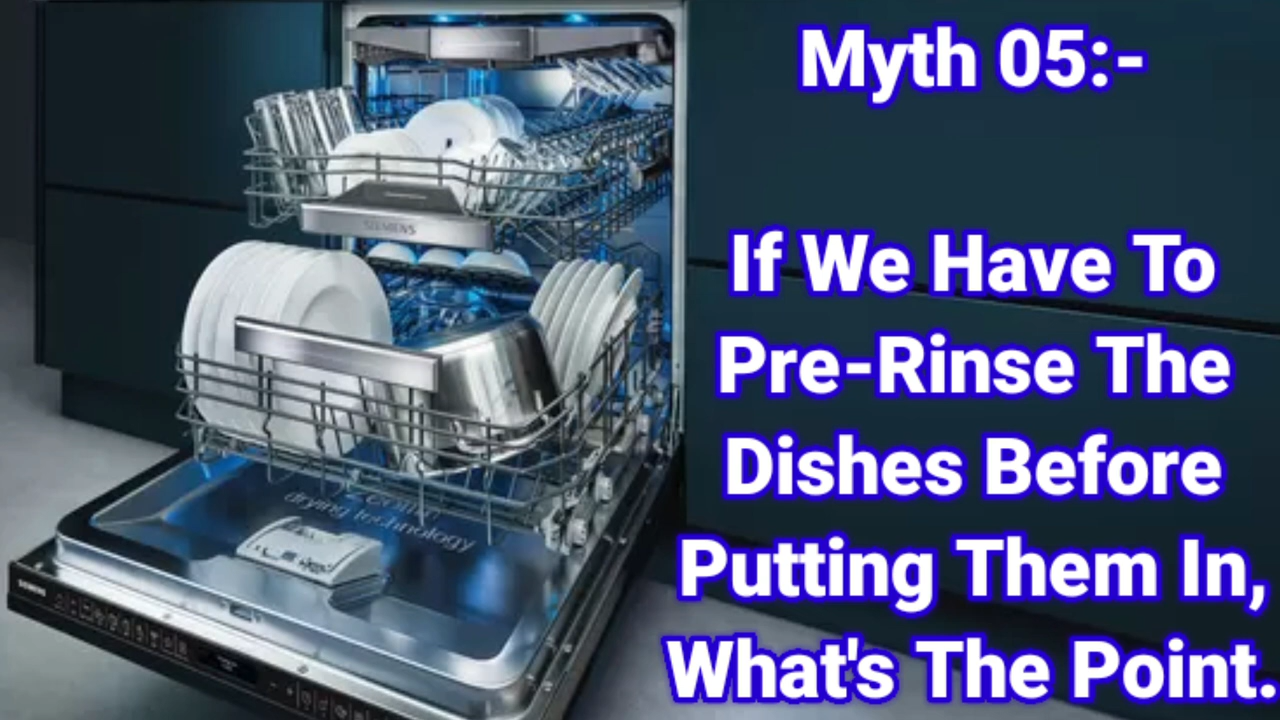 Myth 05:-
If We Have To
Pre-Rinse The
Dishes Before
Putting Them In,
What's The Point.
SIEMENS
drying technology
SIEMENS